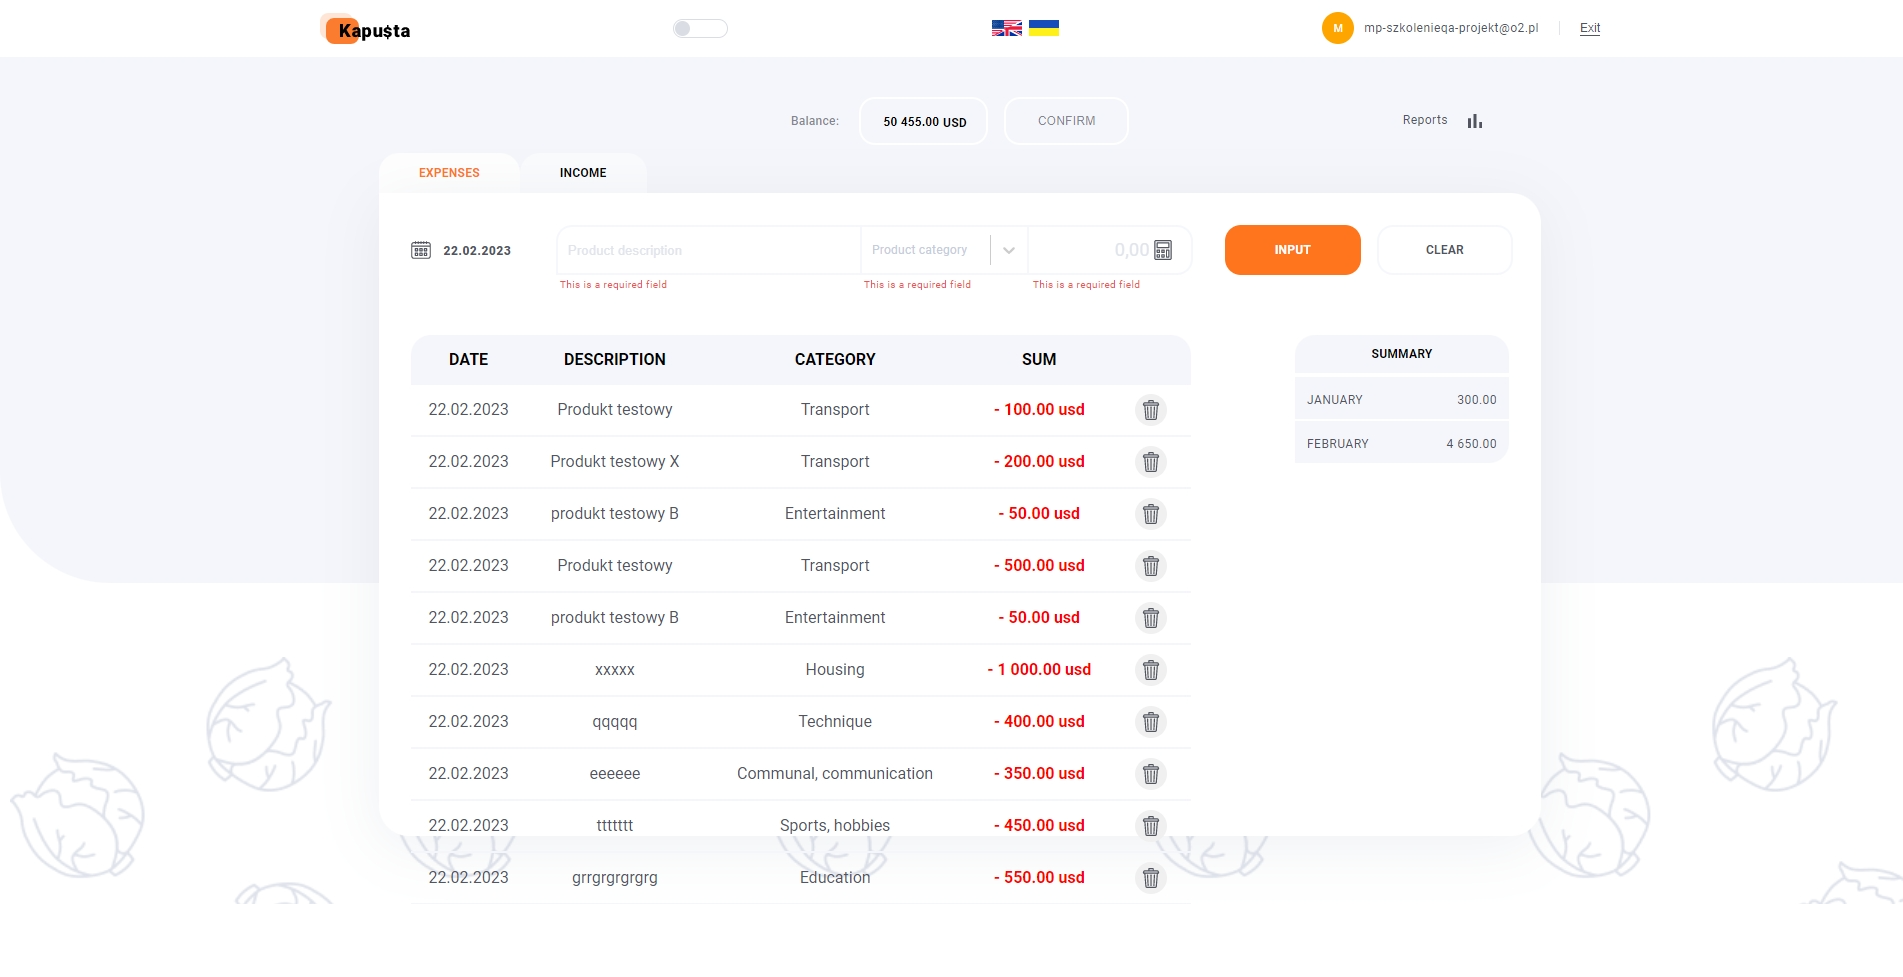 Kapu$ta
M mp-szkolenieqa-projekt@o2.pl Exit
Balance: 50 455.00 USD CONFIRM Reports
EXPENSES INCOME
22.02.2023 Product description Product category 0,00 INPUT CLEAR
This is a required field This is a required field This is a required field
DATE DESCRIPTION CATEGORY SUM
22.02.2023 Produkt testowy Transport - 100.00 usd
22.02.2023 Produkt testowy X Transport - 200.00 usd
22.02.2023 produkt testowy B Entertainment - 50.00 usd
22.02.2023 Produkt testowy Transport - 500.00 usd
22.02.2023 produkt testowy B Entertainment - 50.00 usd
22.02.2023 xxxxx Housing - 1 000.00 usd
22.02.2023 qqqqq Technique - 400.00 usd
22.02.2023 eeeeee Communal, communication - 350.00 usd
22.02.2023 ttttttt Sports, hobbies - 450.00 usd
22.02.2023 grrgrgrgrgrg Education - 550.00 usd
SUMMARY
JANUARY 300.00
FEBRUARY 4 650.00